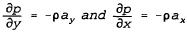 ∂p/∂y = -ρa_y and ∂p/∂x = -ρa_x